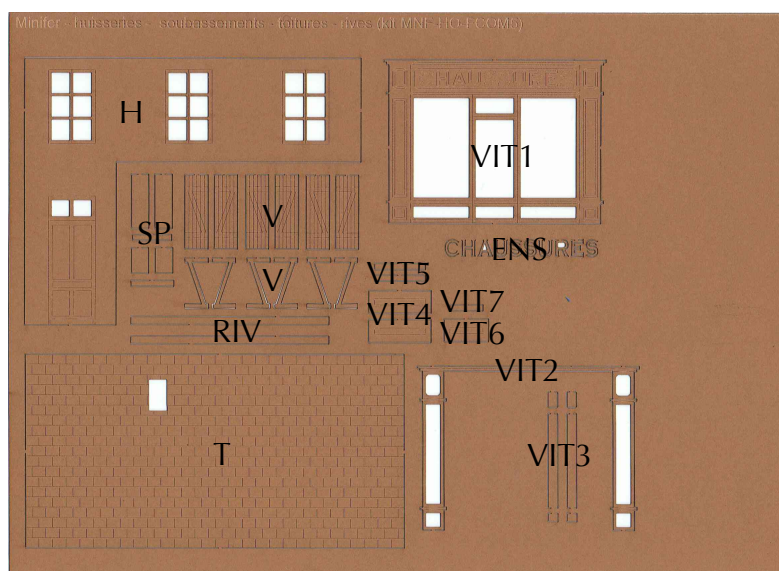 Minifer - huisseries - soubassements - toitures - rives (kit MNF-HO-ECOM6)
H
VIT1
SP
V
CHAUSSURES
ENS
V
VIT5
VIT7
VIT4
RIV
VIT6
VIT2
T
VIT3